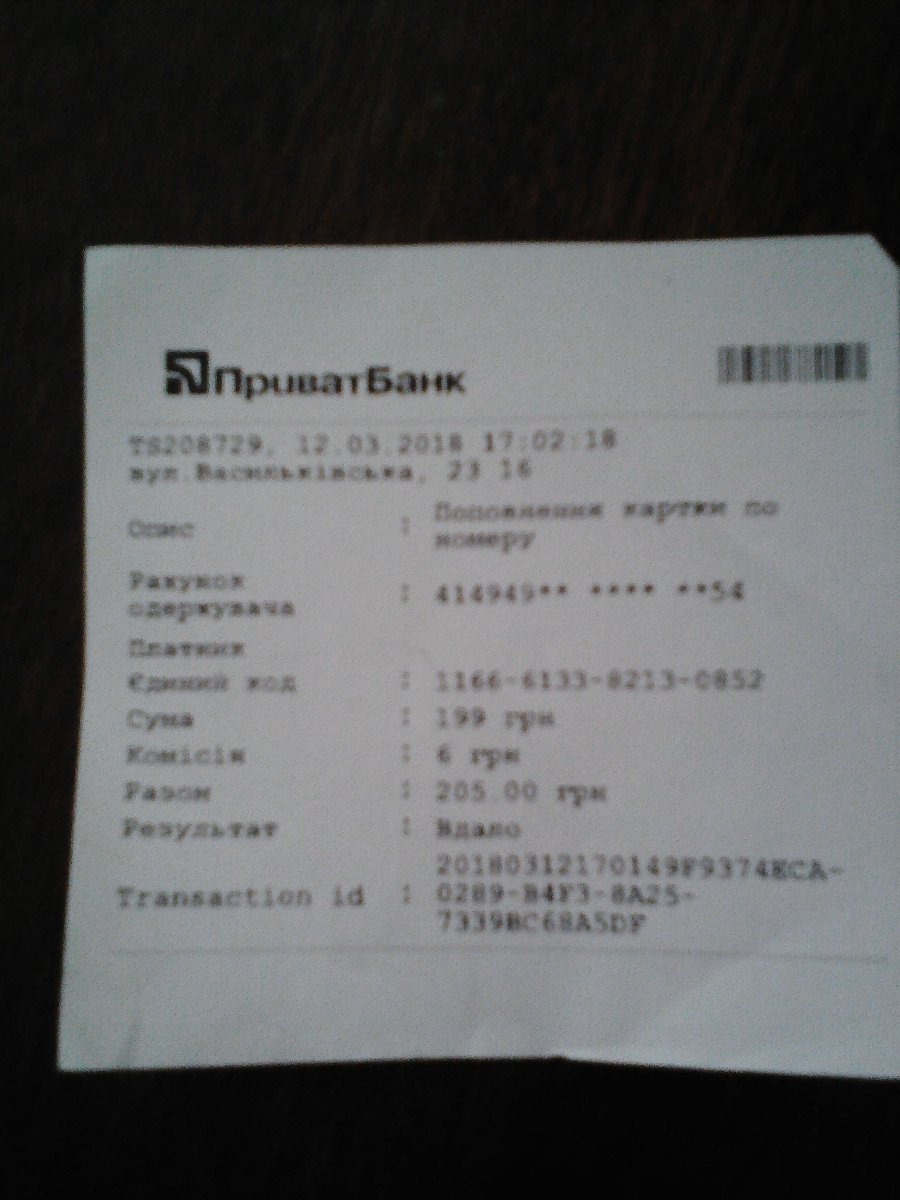 ПриватБанк
TS208729, 12.03.2018 17:02:18
вул.Васильківська, 23 16
Опис : Поповнення картки по
номеру
Рахунок
одержувача : 414949** **** **54
Платник
Єдиний код : 1166-6133-8213-0852
Сума : 199 грн
Комісія : 6 грн
Разом : 205.00 грн
Результат : Вдало
20180312170149F9374ECA-
Transaction id : 0289-B4F3-8A25-
7339BC68A5DF